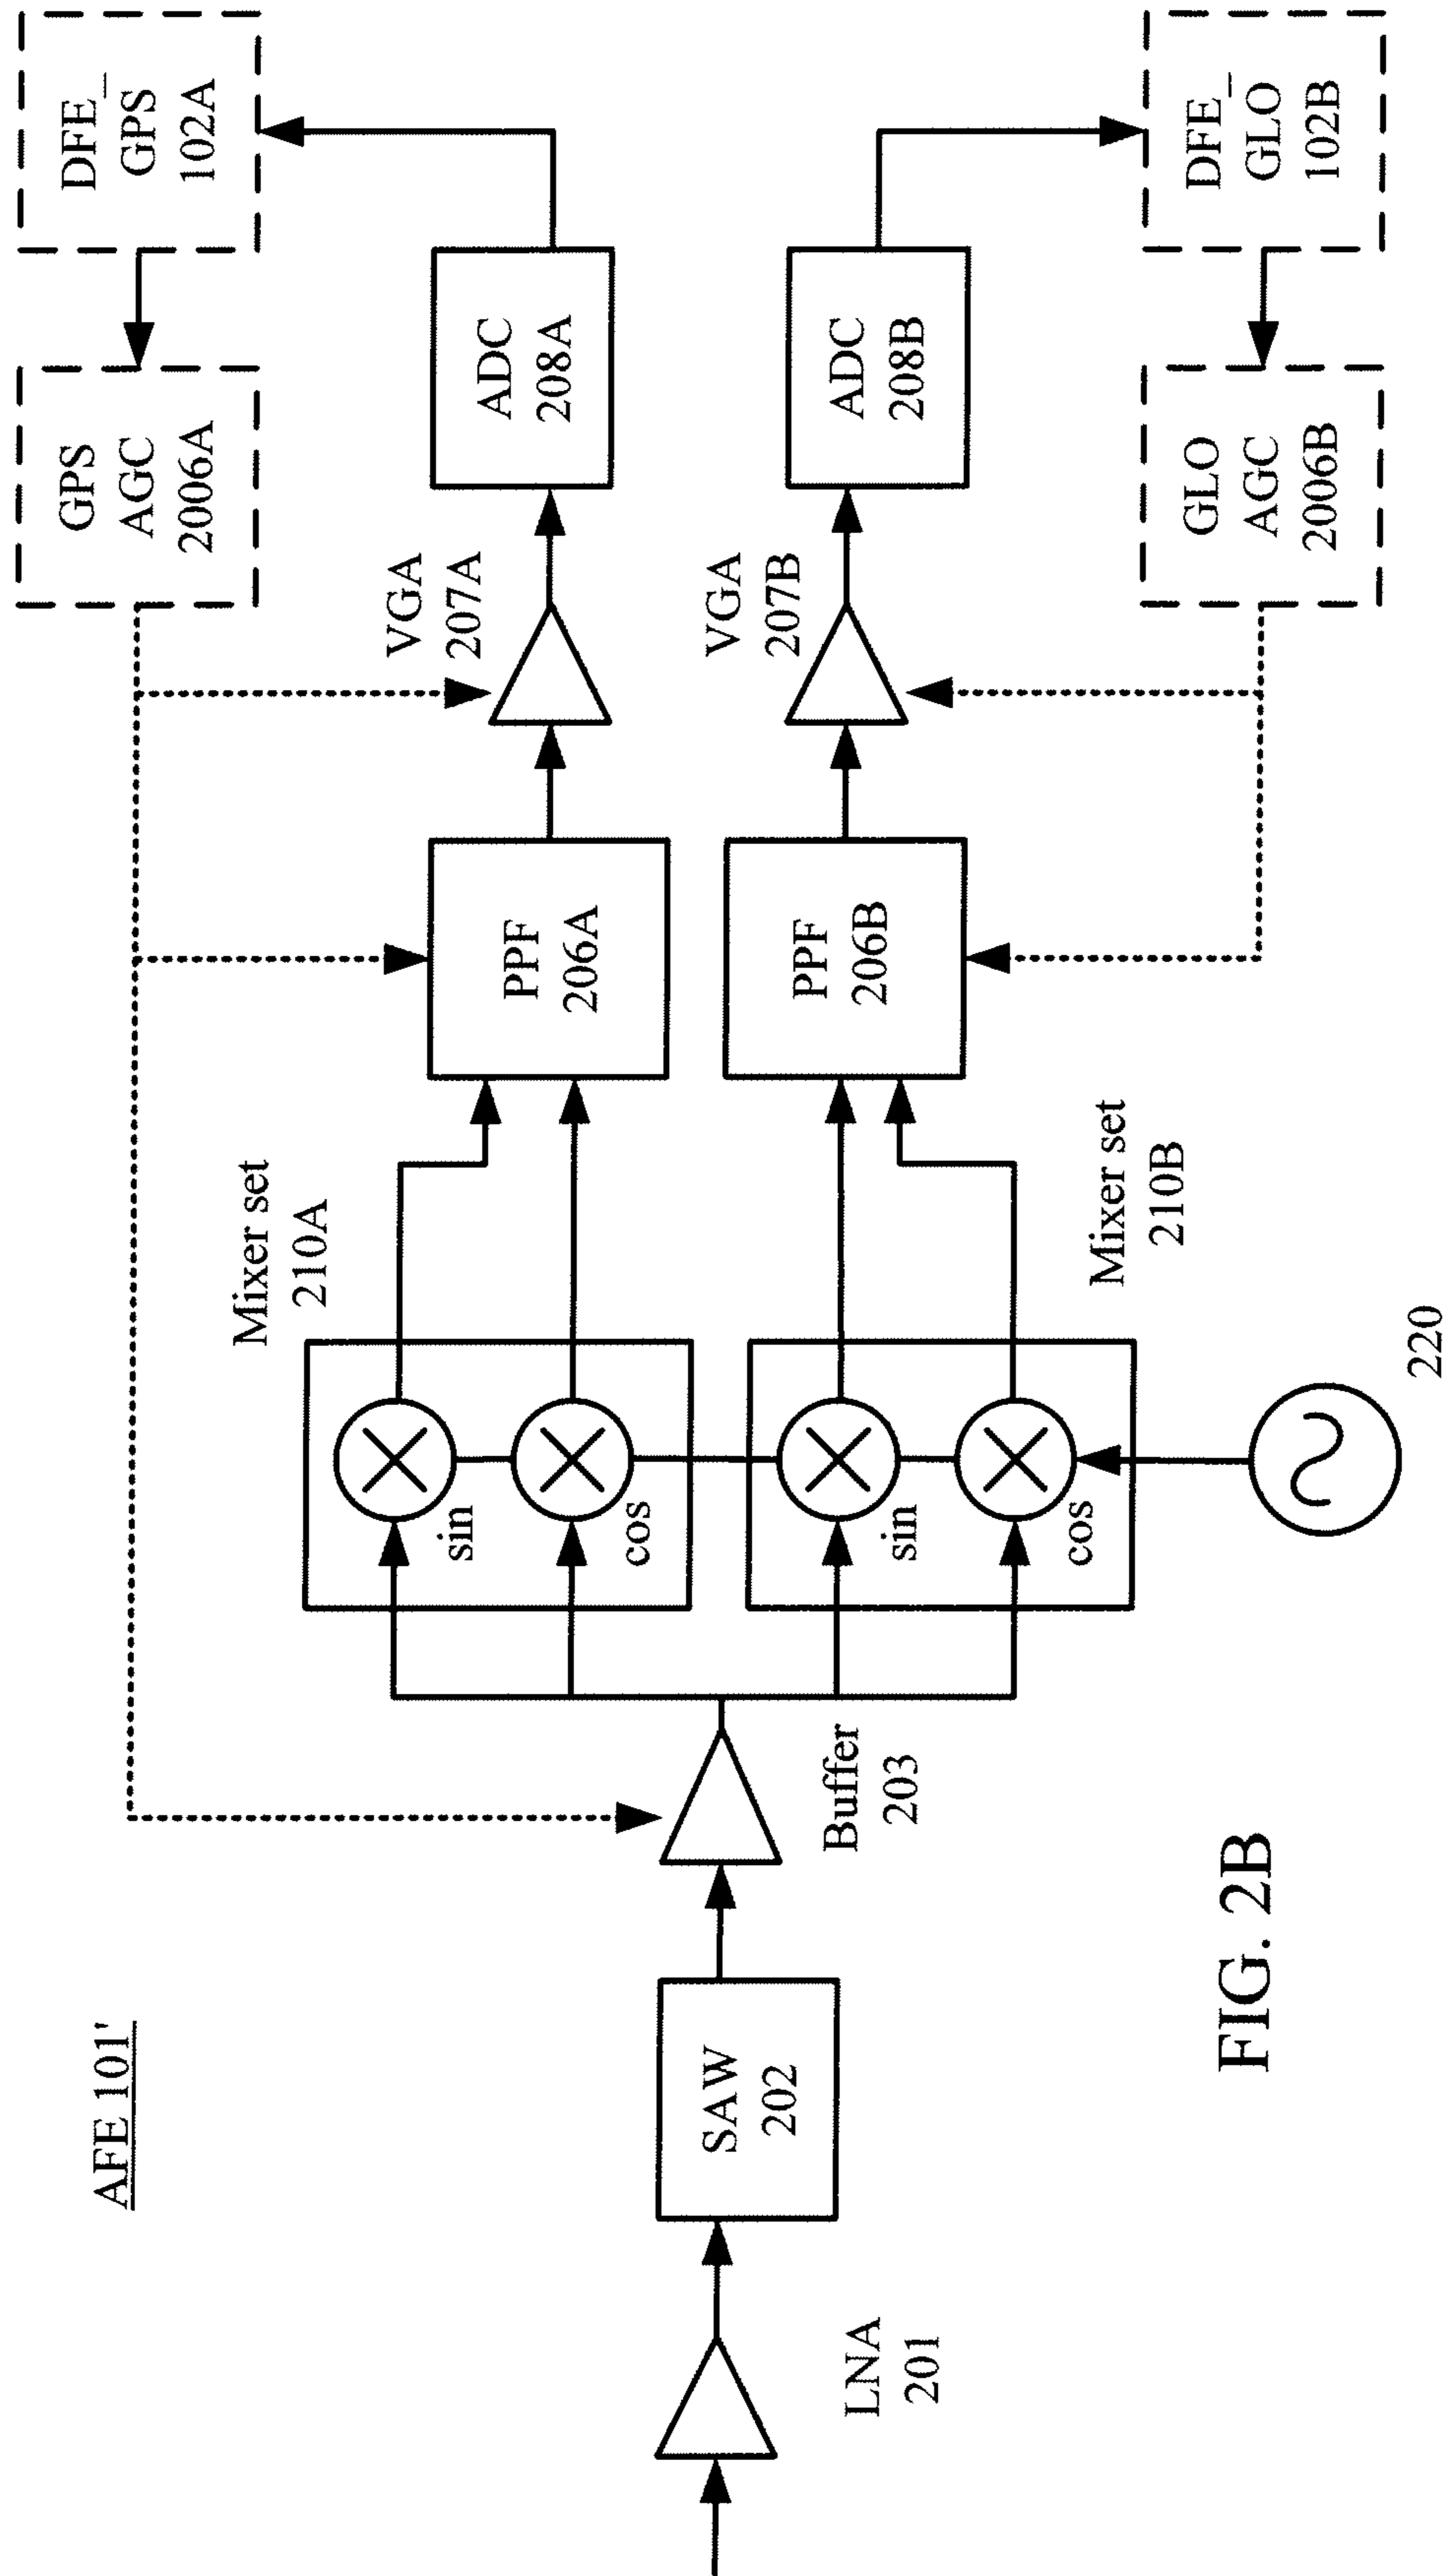 AFE 101'
LNA
201
SAW
202
Buffer
203
sin
cos
Mixer set
210A
sin
cos
Mixer set
210B
220
PPF
206A
PPF
206B
VGA
207A
VGA
207B
ADC
208A
ADC
208B
GPS
AGC
2006A
DFE_
GPS
102A
GLO
AGC
2006B
DFE_
GLO
102B
FIG. 2B